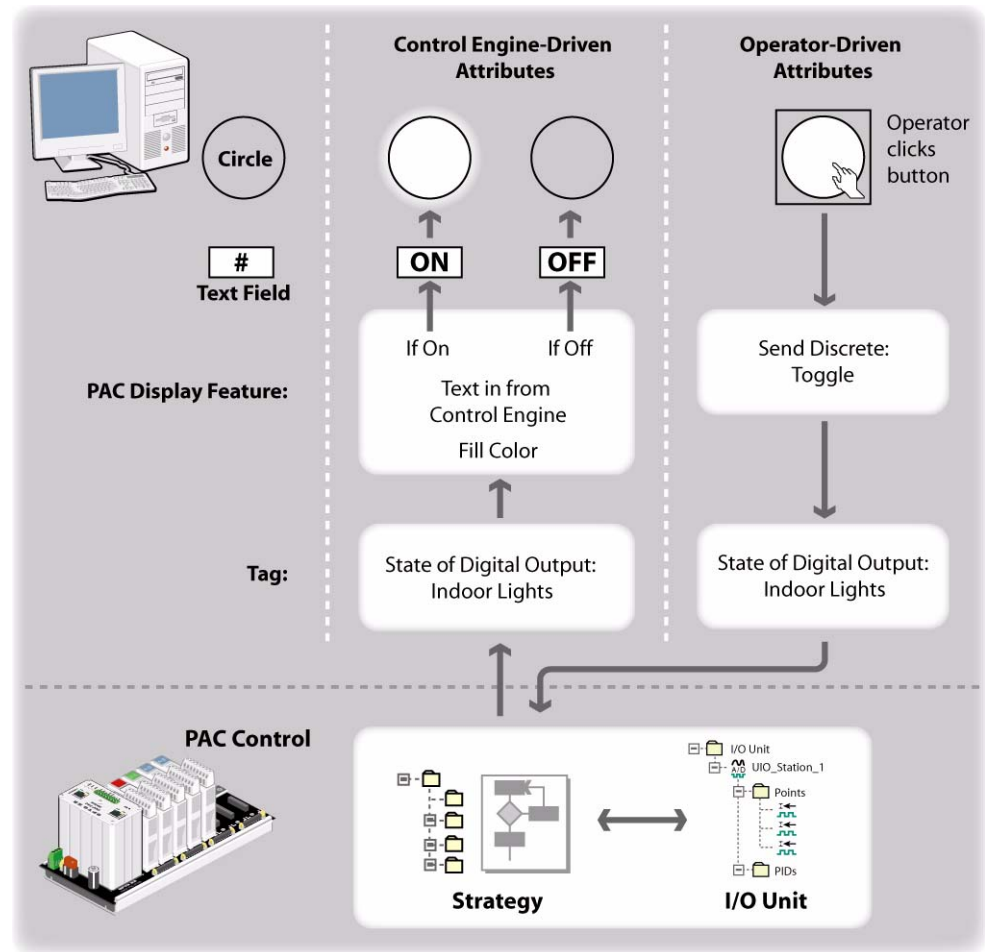 Control Engine-Driven
Attributes
Operator-Driven
Attributes
Circle
Operator
clicks
button
#
Text Field
ON
OFF
If On
If Off
PAC Display Feature:
Text in from
Control Engine
Fill Color
Send Discrete:
Toggle
Tag:
State of Digital Output:
Indoor Lights
State of Digital Output:
Indoor Lights
PAC Control
I/O Unit
A/D
UIO_Station_1
Points
PIDs
Strategy
I/O Unit